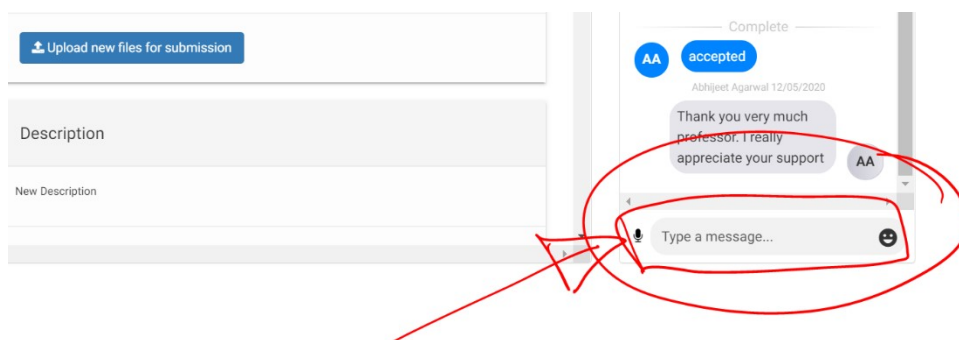 Upload new files for submission
Description
New Description
Complete
AA
accepted
Abhijeet Agarwal 12/05/2020
Thank you very much
professor. I really
appreciate your support
AA
Type a message...